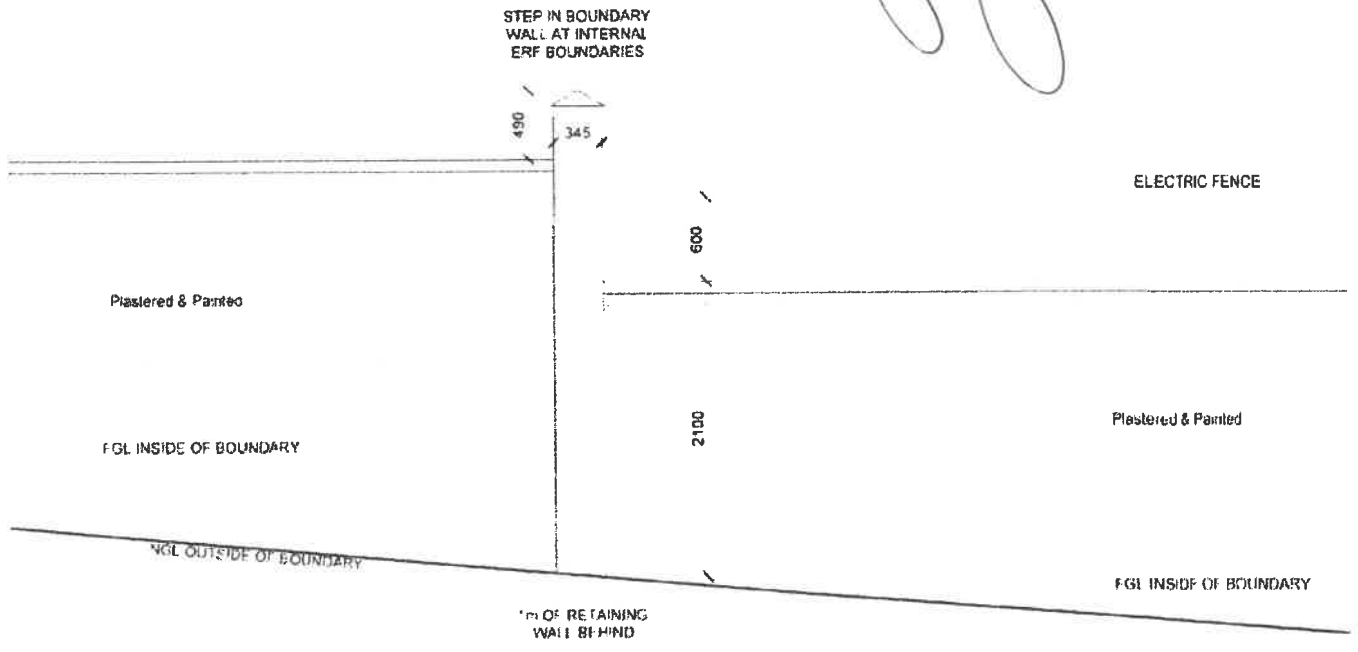 STEP IN BOUNDARY
WALL AT INTERNAL
ERF BOUNDARIES
490
345
ELECTRIC FENCE
600
Plastered & Painted
2100
Plastered & Painted
FGL INSIDE OF BOUNDARY
NGL OUTSIDE OF BOUNDARY
FGL INSIDE OF BOUNDARY
1m OF RETAINING
WALL BEHIND